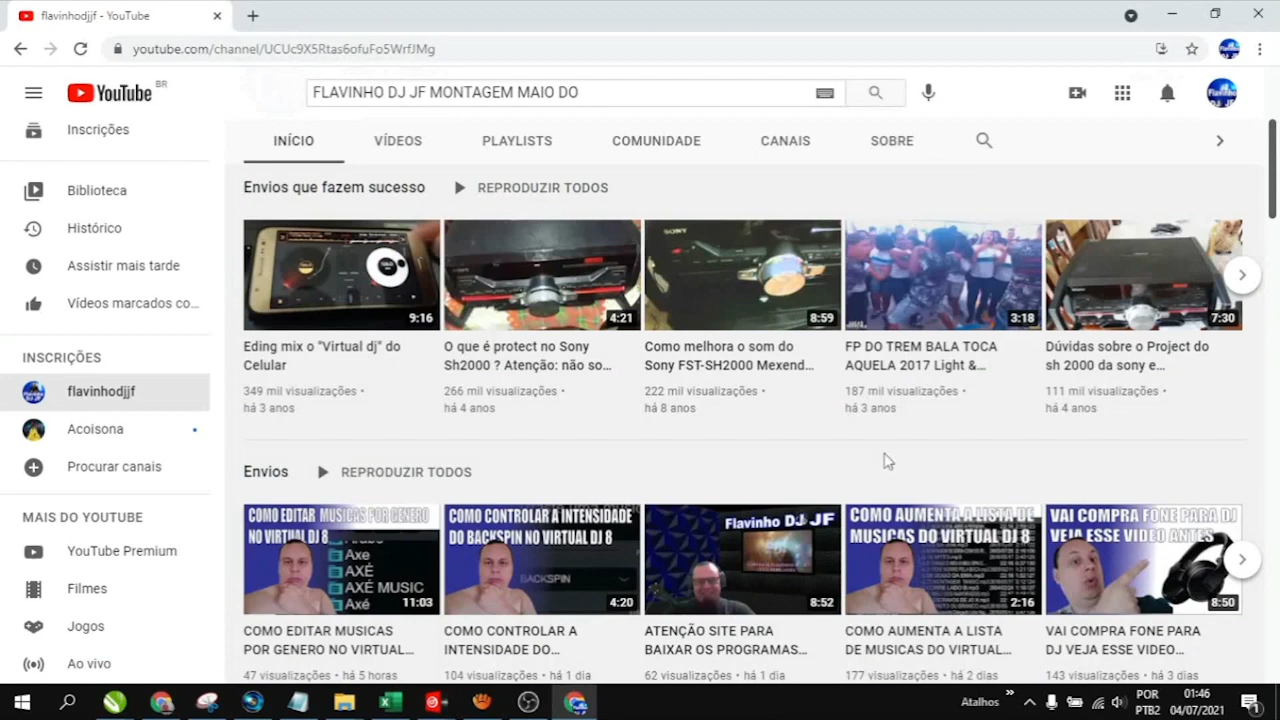 flavinhodjjf - YouTube
youtube.com/channel/UCUc9X5Rtas6ofuFo5WrfJMg
YouTube BR
FLAVINHO DJ JF MONTAGEM MAIO DO
Inscrições
Biblioteca
Histórico
Assistir mais tarde
Vídeos marcados co...
INSCRIÇÕES
flavinhodjjf
Acoisona
Procurar canais
MAIS DO YOUTUBE
YouTube Premium
Filmes
Jogos
Ao vivo
INÍCIO VÍDEOS PLAYLISTS COMUNIDADE CANAIS SOBRE
Envios que fazem sucesso REPRODUZIR TODOS
SONY
9:16 4:21 8:59 3:18 7:30
Eding mix o "Virtual dj" do
Celular
349 mil visualizações •
há 3 anos
O que é protect no Sony
Sh2000 ? Atenção: não so...
266 mil visualizações •
há 4 anos
Como melhora o som do
Sony FST-SH2000 Mexend...
222 mil visualizações •
há 8 anos
FP DO TREM BALA TOCA
AQUELA 2017 Light &...
187 mil visualizações •
há 3 anos
Dúvidas sobre o Project do
sh 2000 da sony e...
111 mil visualizações •
há 4 anos
Envios REPRODUZIR TODOS
COMO EDITAR MUSICAS POR GENERO
NO VIRTUAL DJ 8
Axe
AXÉ
AXÉ MUSIC
Axé
11:03
COMO EDITAR MUSICAS
POR GENERO NO VIRTUAL...
47 visualizações • há 5 horas
COMO CONTROLAR A INTENSIDADE
DO BACKSPIN NO VIRTUAL DJ 8
BACKSPIN
4:20
COMO CONTROLAR A
INTENSIDADE DO...
104 visualizações • há 1 dia
Flavinho DJ JF
8:52
ATENÇÃO SITE PARA
BAIXAR OS PROGRAMAS...
62 visualizações • há 1 dia
COMO AUMENTA A LISTA DE
MUSICAS DO VIRTUAL DJ 8
2:16
COMO AUMENTA A LISTA
DE MUSICAS DO VIRTUAL...
177 visualizações • há 2 dias
VAI COMPRA FONE PARA DJ
VEJA ESSE VIDEO ANTES
8:50
VAI COMPRA FONE PARA
DJ VEJA ESSE VIDEO...
143 visualizações • há 3 dias
Atalhos
POR
PTB2
01:46
04/07/2021
1